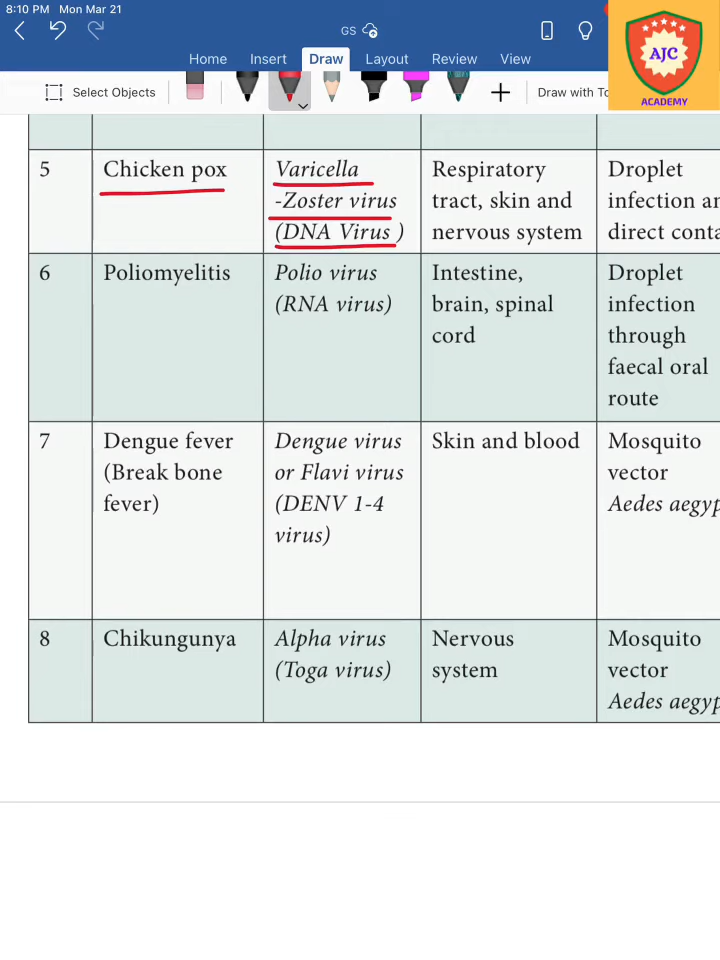 8:10 PM Mon Mar 21
GS
AJC
ACADEMY
Home Insert Draw Layout Review View
Select Objects
Draw with To
5 Chicken pox Varicella Respiratory Droplet
-Zoster virus tract, skin and infection
(DNA Virus ) nervous system direct
6 Poliomyelitis Polio virus Intestine, Droplet
(RNA virus) brain, spinal infection
cord through
faecal oral
route
7 Dengue fever Dengue virus Skin and blood Mosquito
(Break bone or Flavi virus vector
fever) (DENV 1-4 Aedes
virus)
8 Chikungunya Alpha virus Nervous Mosquito
(Toga virus) system vector
Aedes